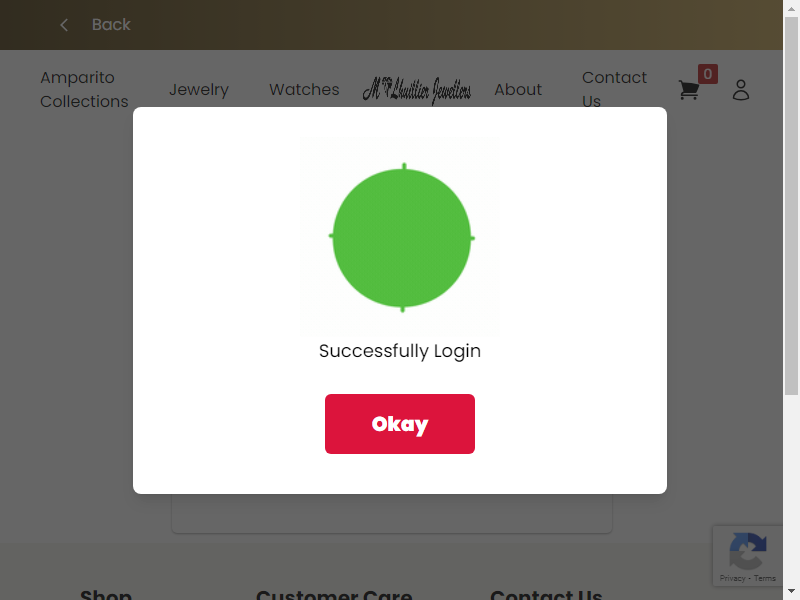 Back
Amparito
Collections
Jewelry
Watches
M Lhuillier Jewellers
About
Contact
Us
0
Successfully Login
Okay
Privacy - Terms
Shop
Customer Care
Contact Us